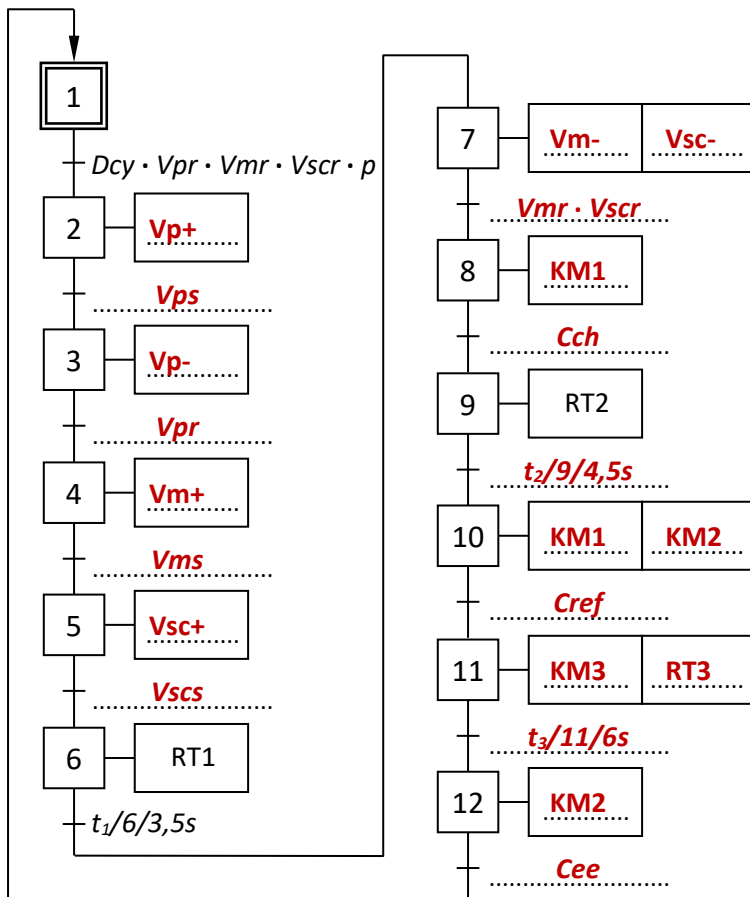 1
Dcy · Vpr · Vmr · Vscr · p
2 Vp+
Vps
3 Vp-
Vpr
4 Vm+
Vms
5 Vsc+
Vscs
6 RT1
t₁/6/3,5s
7 Vm- Vsc-
Vmr · Vscr
8 KM1
Cch
9 RT2
t₂/9/4,5s
10 KM1 KM2
Cref
11 KM3 RT3
t₃/11/6s
12 KM2
Cee